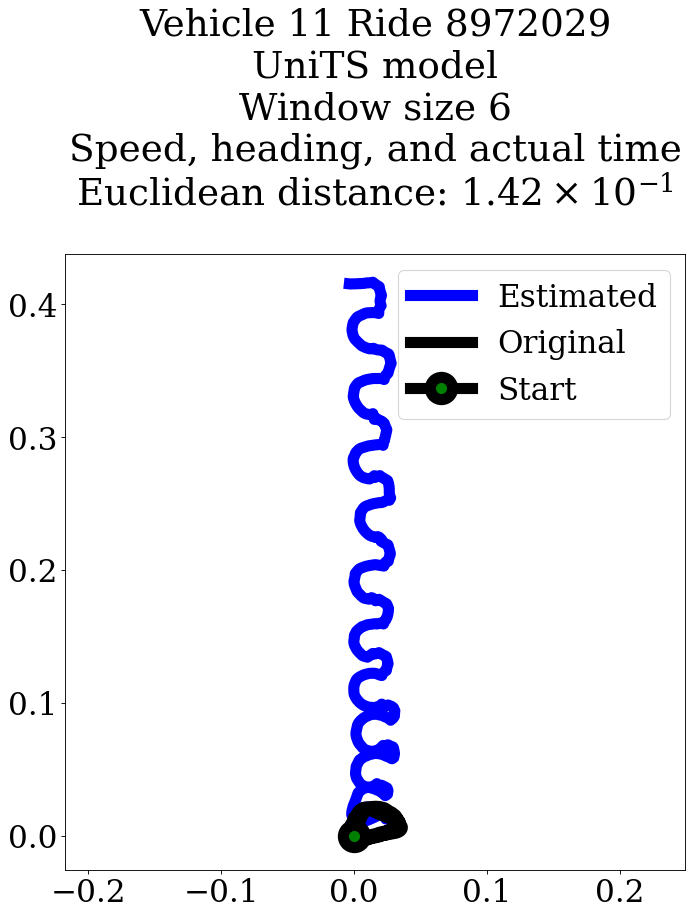 Vehicle 11 Ride 8972029
UniTS model
Window size 6
Speed, heading, and actual time
Euclidean distance: 1.42 × 10⁻¹
Estimated
Original
Start
0.4
0.3
0.2
0.1
0.0
−0.2 −0.1 0.0 0.1 0.2